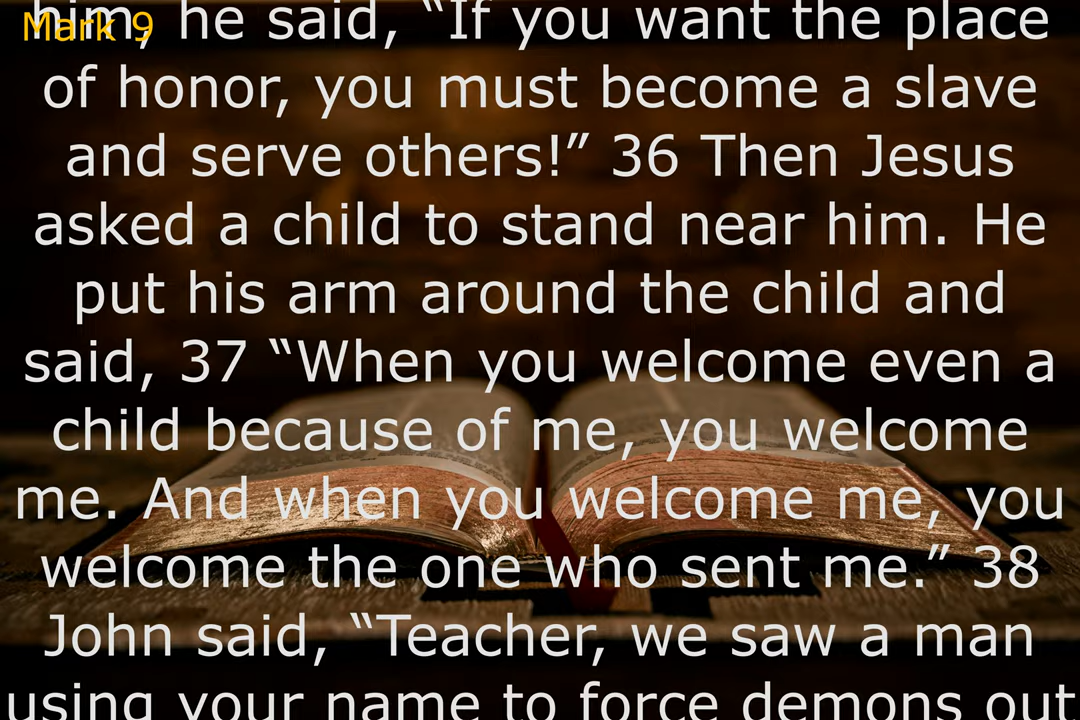 Mark 9
him, he said, “If you want the place
of honor, you must become a slave
and serve others!” 36 Then Jesus
asked a child to stand near him. He
put his arm around the child and
said, 37 “When you welcome even a
child because of me, you welcome
me. And when you welcome me, you
welcome the one who sent me.” 38
John said, “Teacher, we saw a man
using your name to force demons out